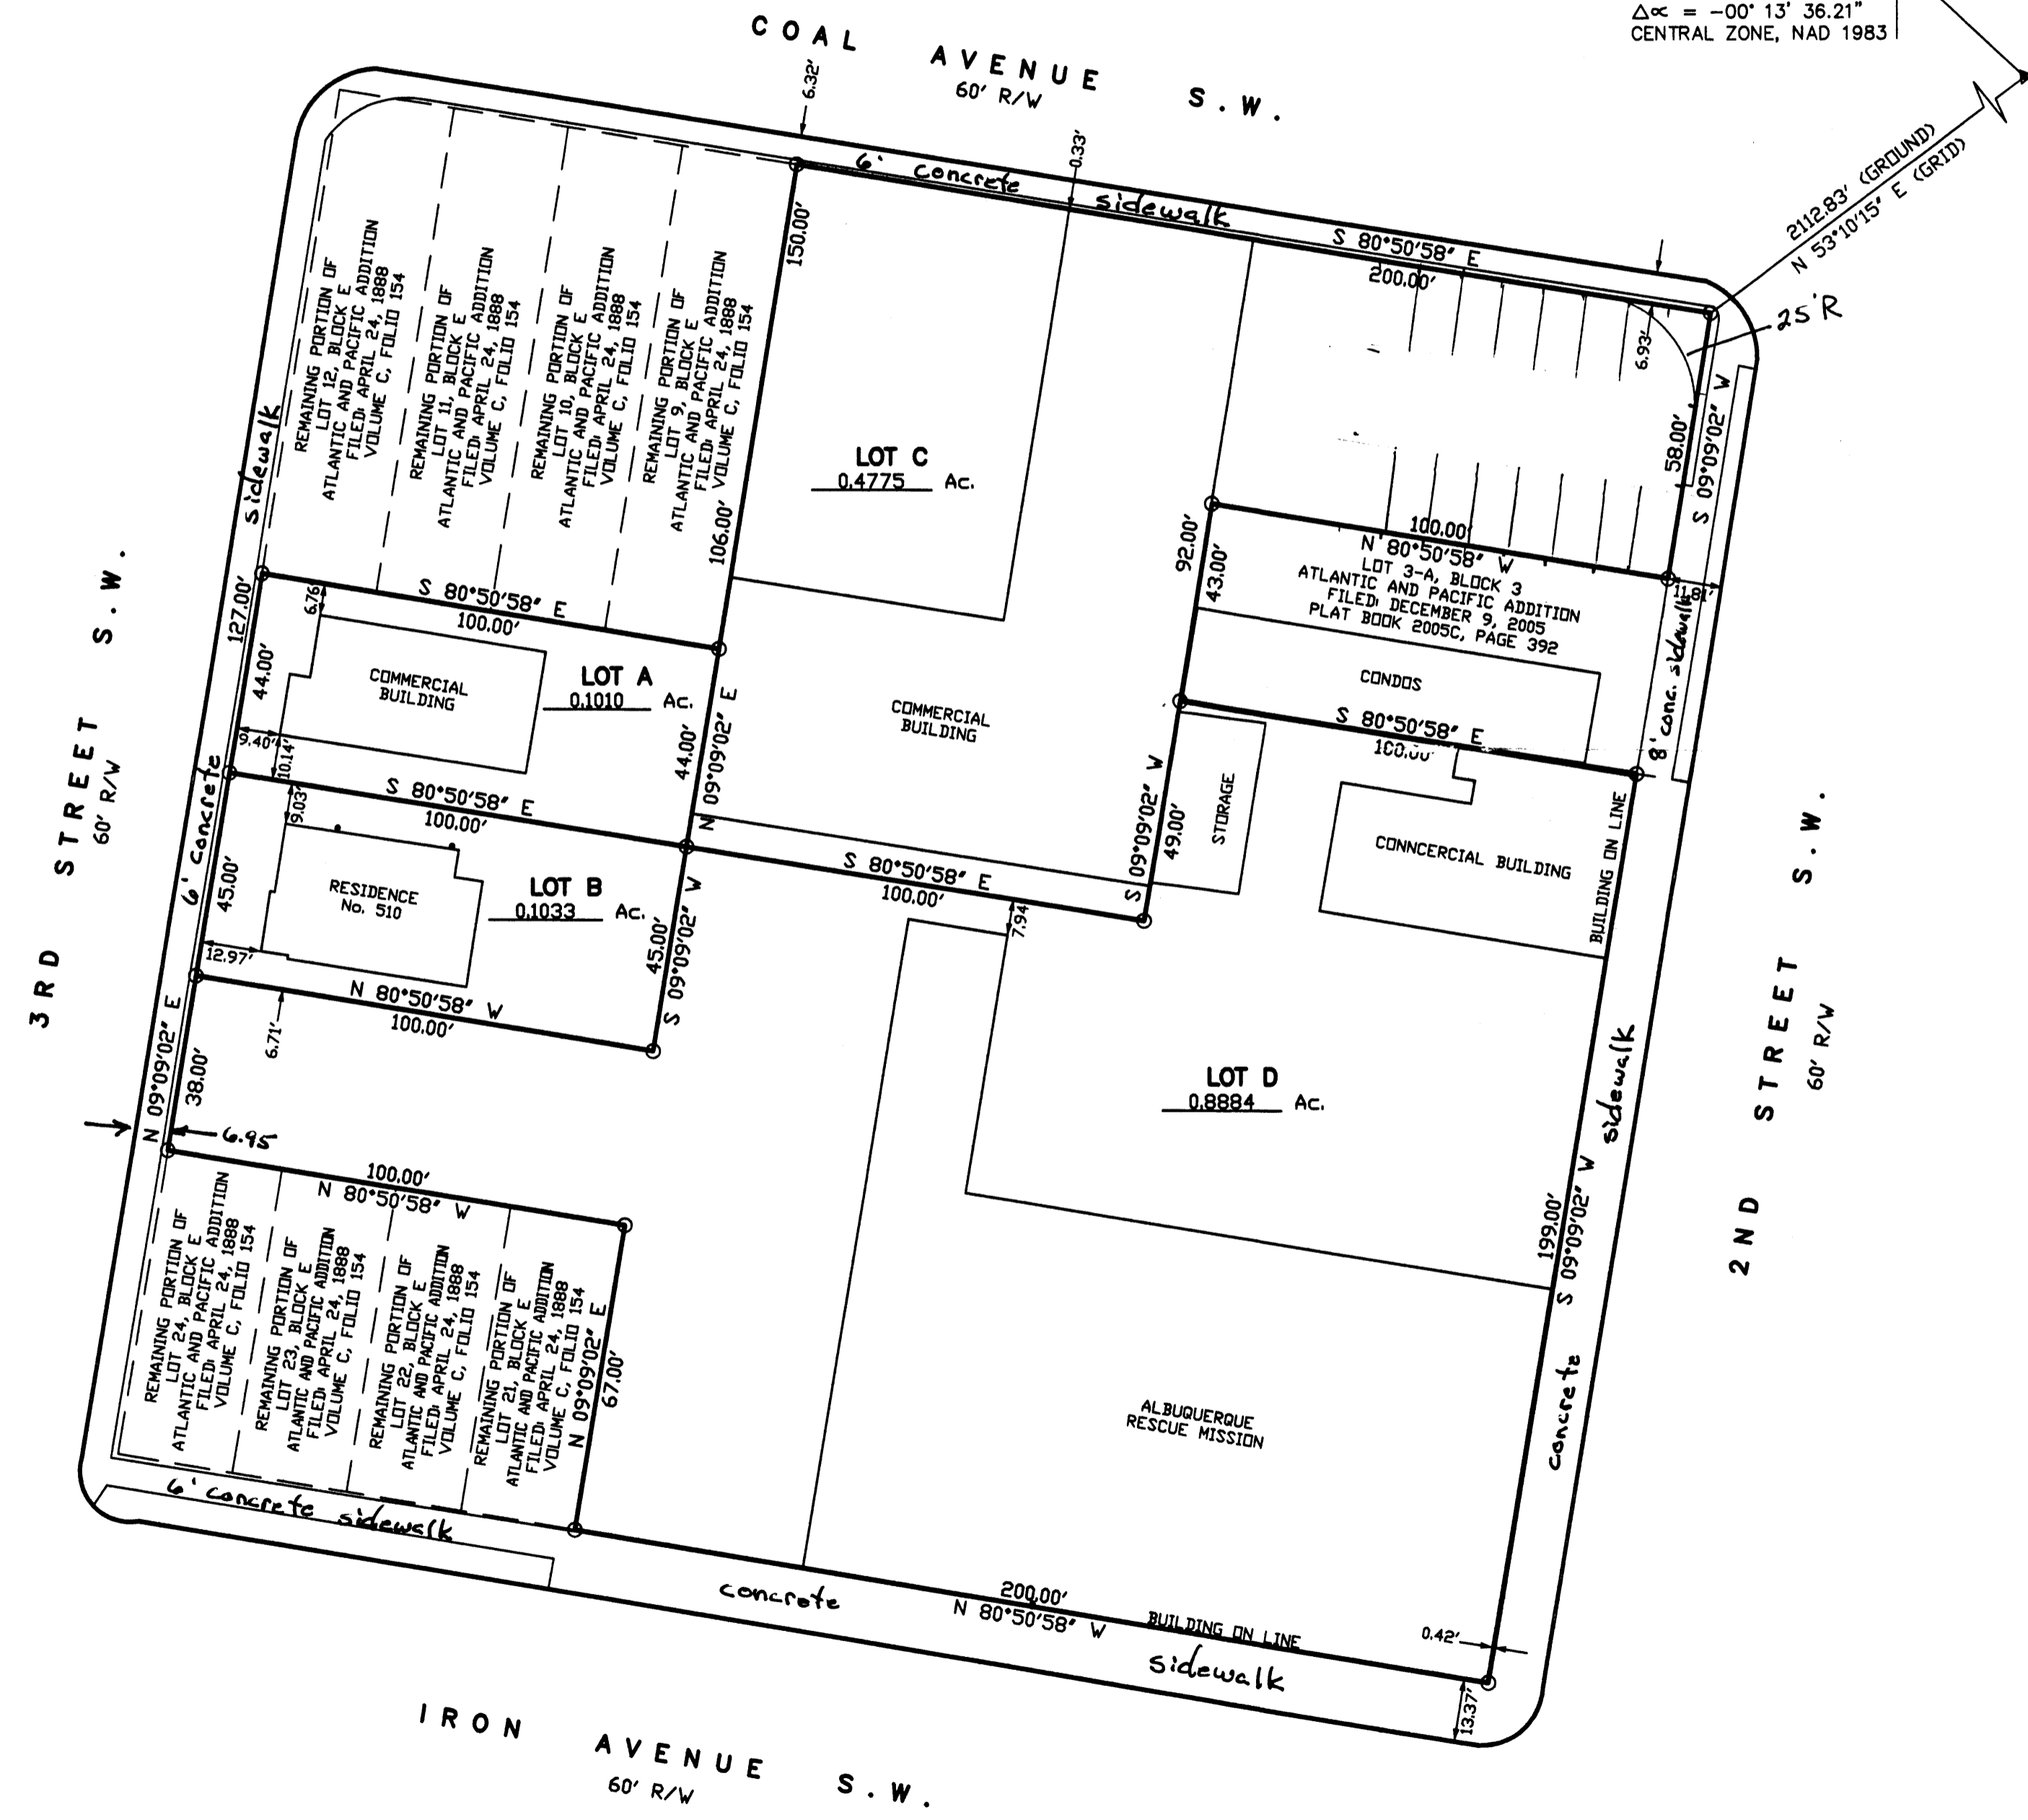 Δ∝ = -00° 13' 36.21"
CENTRAL ZONE, NAD 1983
COAL AVENUE S.W.
60' R/W
6.32'
0.33'
6' concrete sidewalk
S 80°50'58" E
200.00'
2112.83' (GROUND)
N 53°10'15" E (GRID)
25'R
6.93'
58.00'
S 09°09'02" W
150.00'
REMAINING PORTION OF
LOT 12, BLOCK E
ATLANTIC AND PACIFIC ADDITION
FILED: APRIL 24, 1888
VOLUME C, FOLIO 154
REMAINING PORTION OF
LOT 11, BLOCK E
ATLANTIC AND PACIFIC ADDITION
FILED: APRIL 24, 1888
VOLUME C, FOLIO 154
REMAINING PORTION OF
LOT 10, BLOCK E
ATLANTIC AND PACIFIC ADDITION
FILED: APRIL 24, 1888
VOLUME C, FOLIO 154
REMAINING PORTION OF
LOT 9, BLOCK E
ATLANTIC AND PACIFIC ADDITION
FILED: APRIL 24, 1888
VOLUME C, FOLIO 154
106.00'
LOT C
0.4775 Ac.
92.00'
43.00'
100.00'
N 80°50'58" W
LOT 3-A, BLOCK 3
ATLANTIC AND PACIFIC ADDITION
FILED: DECEMBER 9, 2005
PLAT BOOK 2005C, PAGE 392
11.81'
8' conc. sidewalk
CONDOS
S 80°50'58" E
100.00'
3RD STREET S.W.
60' R/W
6' concrete sidewalk
127.00'
44.00'
S 80°50'58" E
100.00'
6.76'
COMMERCIAL
BUILDING
LOT A
0.1010 Ac.
9.40'
10.14'
44.00'
N 09°09'02" E
COMMERCIAL
BUILDING
S 09°09'02" W
49.00'
STORAGE
CONNCERCIAL BUILDING
BUILDING ON LINE
S 80°50'58" E
100.00'
9.03'
45.00'
RESIDENCE
No. 510
LOT B
0.1033 Ac.
12.97'
45.00'
S 09°09'02" W
S 80°50'58" E
100.00'
7.94'
N 80°50'58" W
100.00'
6.71'
N 09°09'02" E
38.00'
6.95
LOT D
0.8884 Ac.
2ND STREET S.W.
60' R/W
concrete sidewalk
199.00'
S 09°09'02" W
100.00'
N 80°50'58" W
REMAINING PORTION OF
LOT 24, BLOCK E
ATLANTIC AND PACIFIC ADDITION
FILED: APRIL 24, 1888
VOLUME C, FOLIO 154
REMAINING PORTION OF
LOT 23, BLOCK E
ATLANTIC AND PACIFIC ADDITION
FILED: APRIL 24, 1888
VOLUME C, FOLIO 154
REMAINING PORTION OF
LOT 22, BLOCK E
ATLANTIC AND PACIFIC ADDITION
FILED: APRIL 24, 1888
VOLUME C, FOLIO 154
REMAINING PORTION OF
LOT 21, BLOCK E
ATLANTIC AND PACIFIC ADDITION
FILED: APRIL 24, 1888
VOLUME C, FOLIO 154
N 09°09'02" E
67.00'
ALBUQUERQUE
RESCUE MISSION
6' concrete sidewalk
concrete sidewalk
200.00'
N 80°50'58" W
BUILDING ON LINE
0.42'
13.37'
IRON AVENUE S.W.
60' R/W